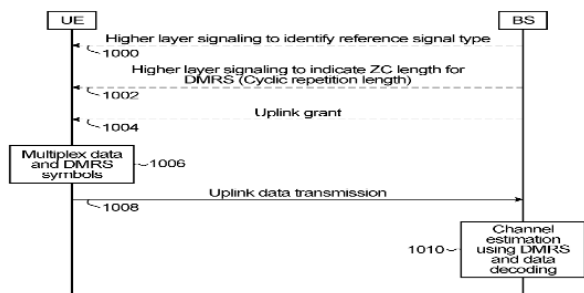 UE
BS
Higher layer signaling to identify reference signal type
1000
Higher layer signaling to indicate ZC length for
DMRS (Cyclic repetition length)
1002
Uplink grant
1004
Multiplex data
and DMRS
symbols
1006
Uplink data transmission
1008
Channel
estimation
using DMRS
and data
decoding
1010